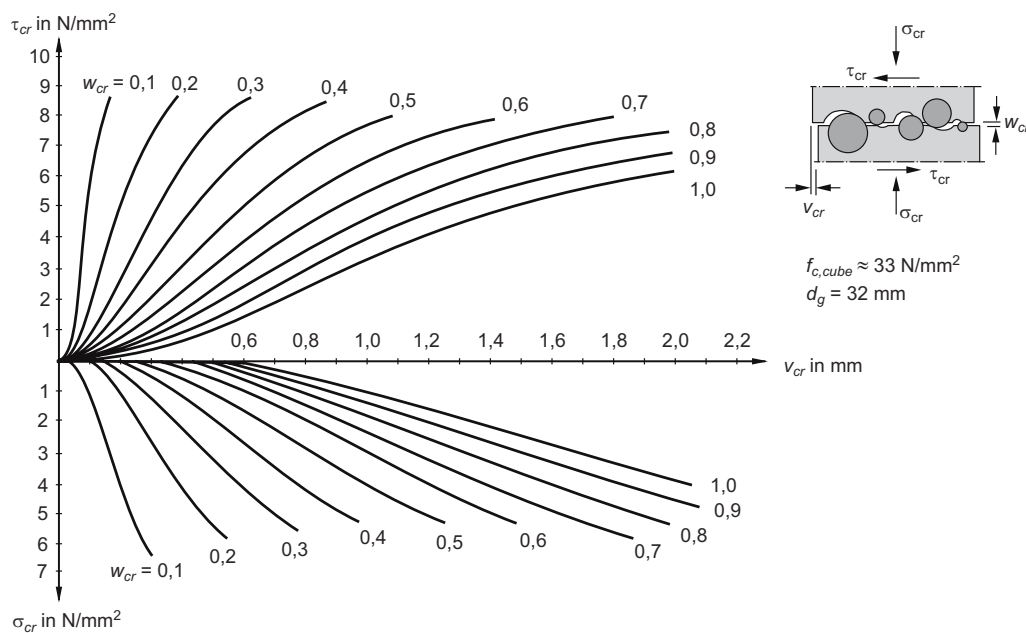 τcr in N/mm²
10
9
8
7
6
5
4
3
2
1
wcr = 0,1
0,2
0,3
0,4
0,5
0,6
0,7
0,8
0,9
1,0
0,6 0,8 1,0 1,2 1,4 1,6 1,8 2,0 2,2
vcr in mm
1
2
3
4
5
6
7
wcr = 0,1
0,2
0,3
0,4
0,5
0,6
0,7
0,8
0,9
1,0
σcr in N/mm²
σcr
τcr
wcr
τcr
vcr
σcr
fc,cube ≈ 33 N/mm²
dg = 32 mm